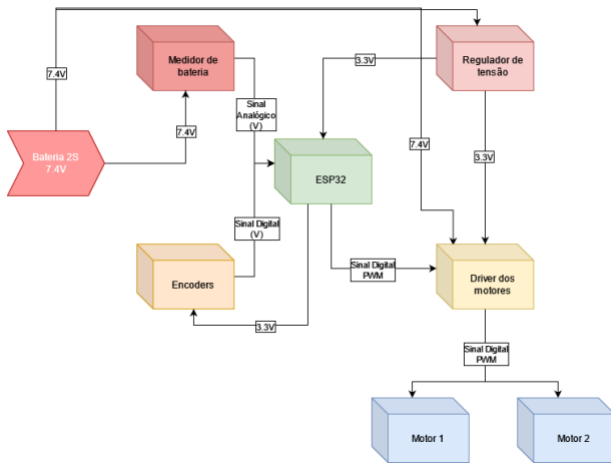 7.4V
Medidor de
bateria
3.3V
Regulador de
tensão
Sinal
Analógico
(V)
7.4V
Bateria 2S
7.4V
7.4V
3.3V
ESP32
Sinal Digital
(V)
Encoders
Sinal Digital
PWM
Driver dos
motores
3.3V
Sinal Digital
PWM
Motor 1
Motor 2